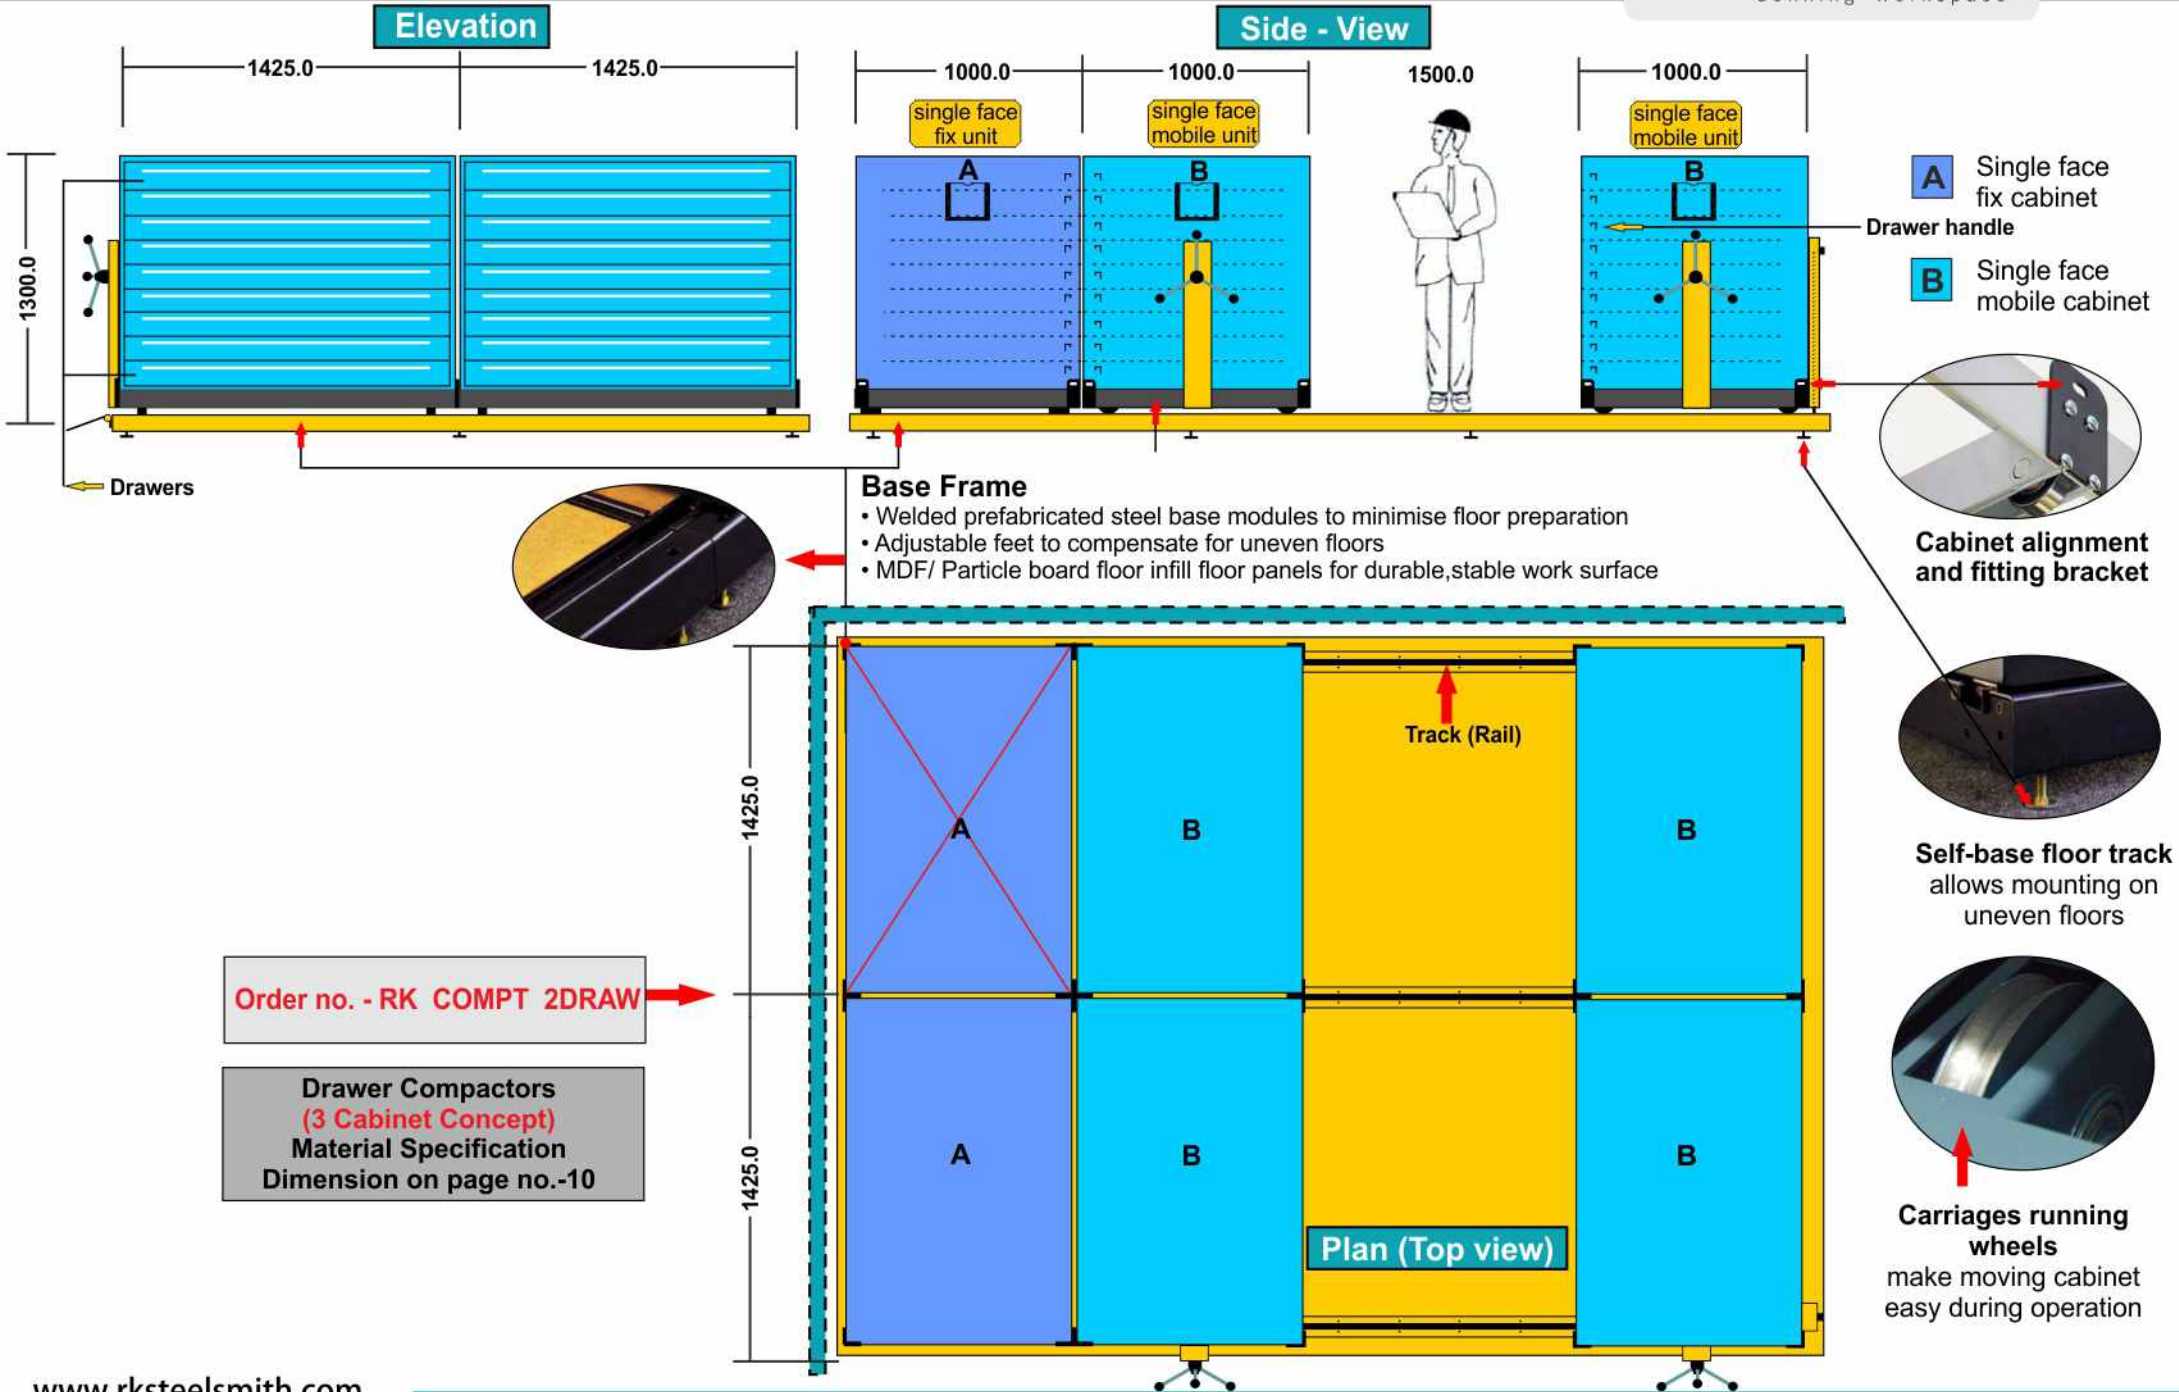 Elevation
Side - View
1425.0
1425.0
1000.0
1000.0
1500.0
1000.0
single face
fix unit
single face
mobile unit
single face
mobile unit
A
B
B
A
Single face
fix cabinet
Drawer handle
B
Single face
mobile cabinet
1300.0
Drawers
Base Frame
• Welded prefabricated steel base modules to minimise floor preparation
• Adjustable feet to compensate for uneven floors
• MDF/ Particle board floor infill floor panels for durable,stable work surface
Cabinet alignment
and fitting bracket
Track (Rail)
1425.0
A
B
B
Self-base floor track
allows mounting on
uneven floors
Order no. - RK COMPT 2DRAW
Drawer Compactors
(3 Cabinet Concept)
Material Specification
Dimension on page no.-10
1425.0
A
B
B
Plan (Top view)
Carriages running
wheels
make moving cabinet
easy during operation
www.rksteelsmith.com